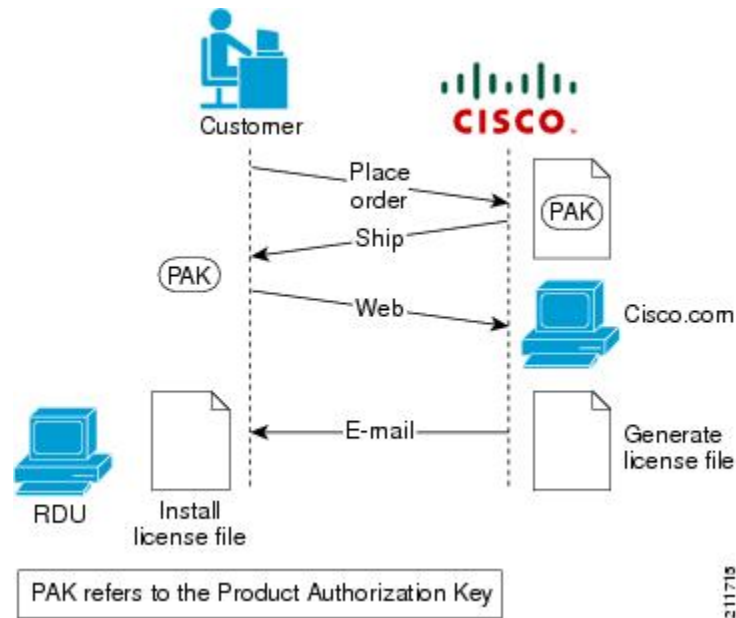 Customer
CISCO.
Place
order
PAK
Ship
PAK
Web
Cisco.com
E-mail
Generate
license file
RDU
Install
license file
PAK refers to the Product Authorization Key
211715